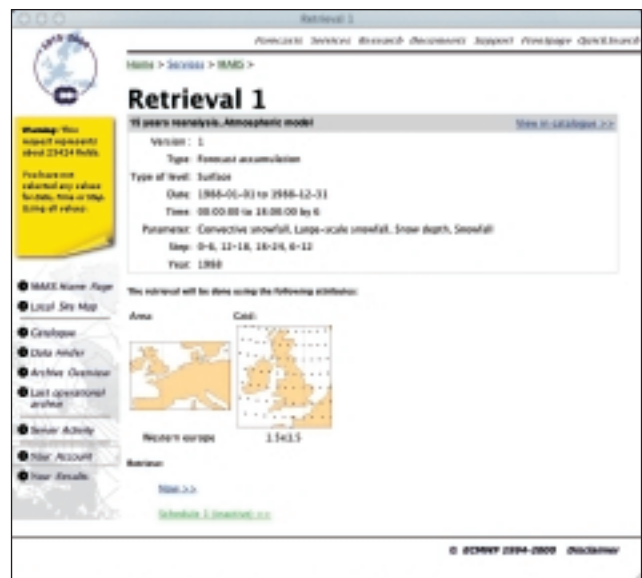 Retrieval 1
Forecasts Services Research Documents Support Frontpage QuickSearch
Home > Services > MARS >
Retrieval 1
15 years reanalysis, Atmospheric model View in catalogue >>
Version: 1
Type: Forecast accumulation
Type of level: Surface
Date: 1988-01-01 to 1988-12-31
Time: 00:00:00 to 18:00:00 by 6
Parameter: Convective snowfall, Large-scale snowfall, Snow depth, Snowfall
Step: 0-6, 12-18, 18-24, 6-12
Year: 1988
Warning: This
request represents
about 23424 fields.
You have not
selected any values
for date, time or step.
Using all values.
MARS Home Page
Local Site Map
Catalogue
Data Finder
Archive Overview
Last operational
archive
Server Activity
Your Account
Your Results
The retrieval will be done using the following attributes:
Area: Grid:
Western europe 1.5x1.5
Retrieve:
Now >>
Schedule 1 (inactive) >>
© ECMWF 1994-2000 Disclaimer